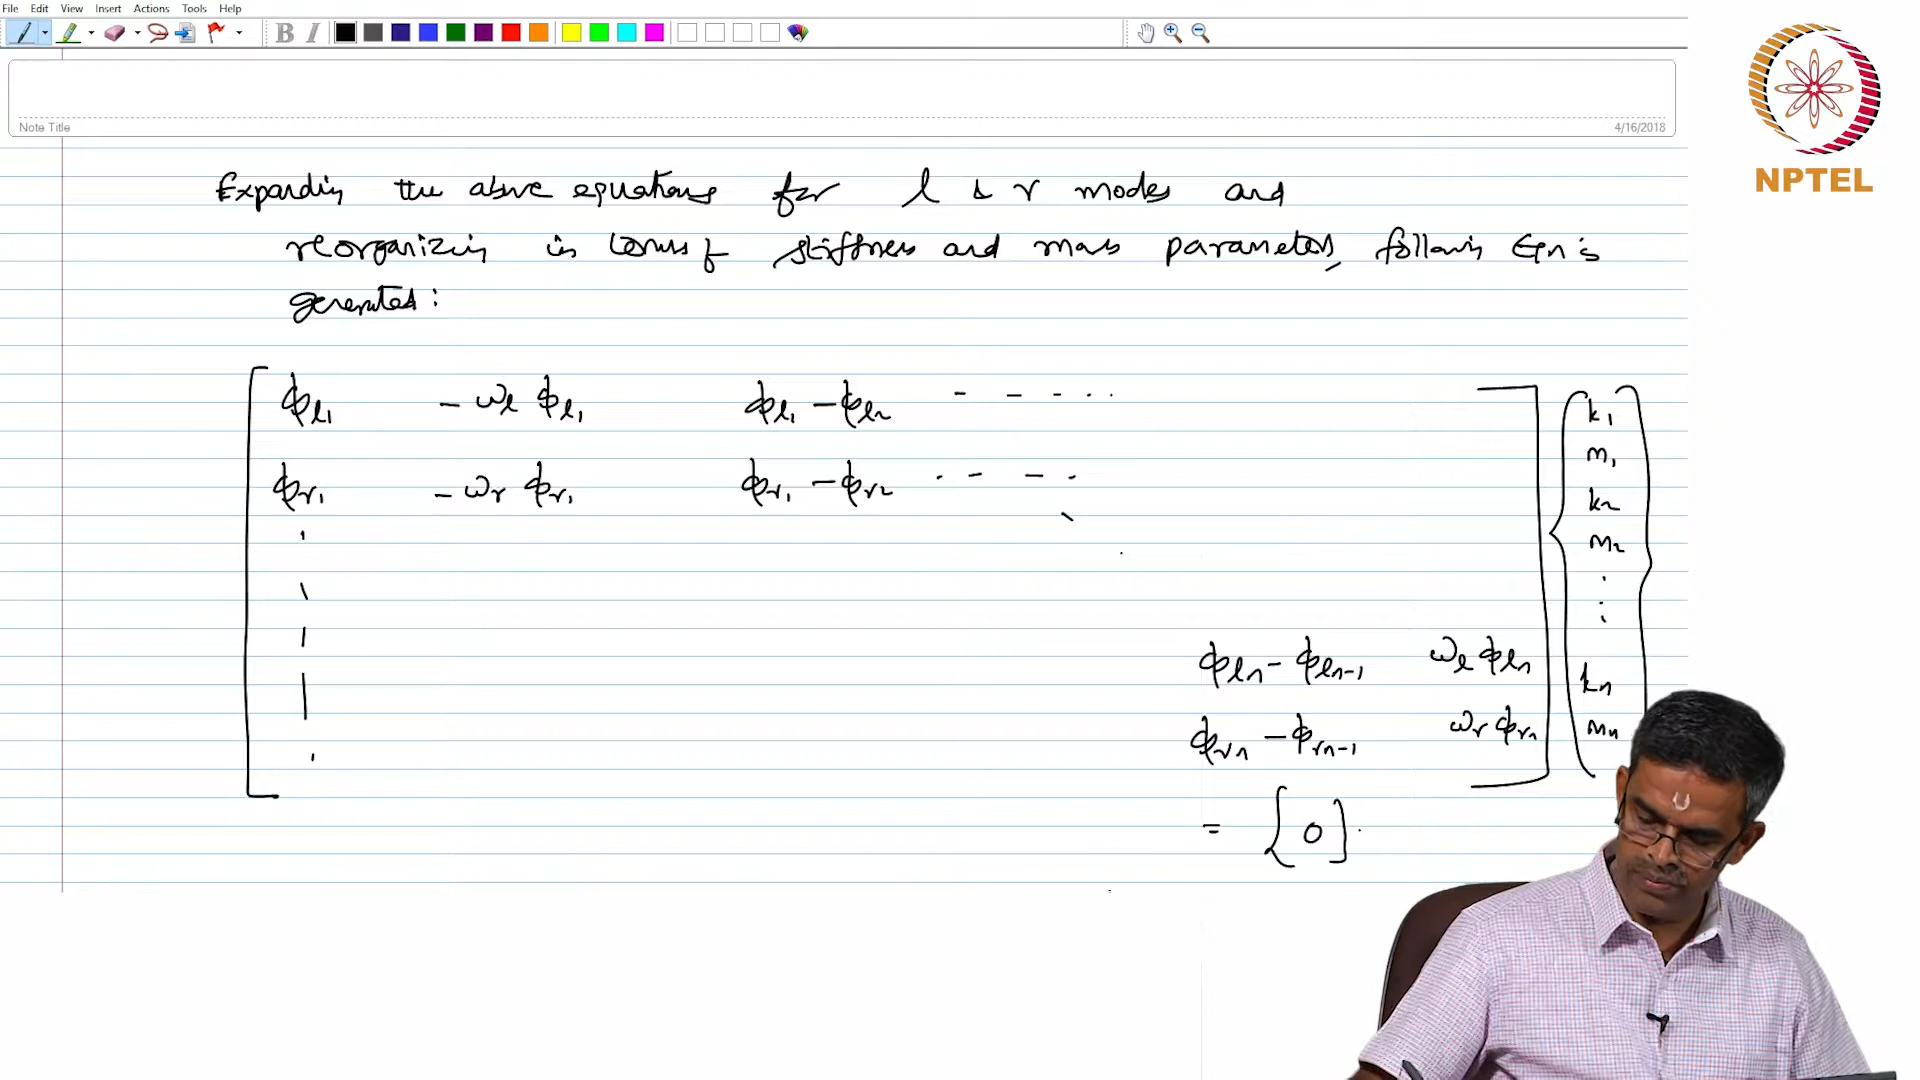 File Edit View Insert Actions Tools Help
B I
NPTEL
Note Title 4/16/2018
Expanding the above equations for l & r modes and
reorganizing in terms of stiffness and mass parameters, following Eqn is
generated:
ϕl1 - ωl ϕl1 ϕl1 - ϕl2 - - - . . k1
m1
ϕr1 - ωr ϕr1 ϕr1 - ϕr2 . - - . k2
m2
ϕln - ϕln-1 ωl ϕln kn
ϕrn - ϕrn-1 ωr ϕrn mn
= {0}